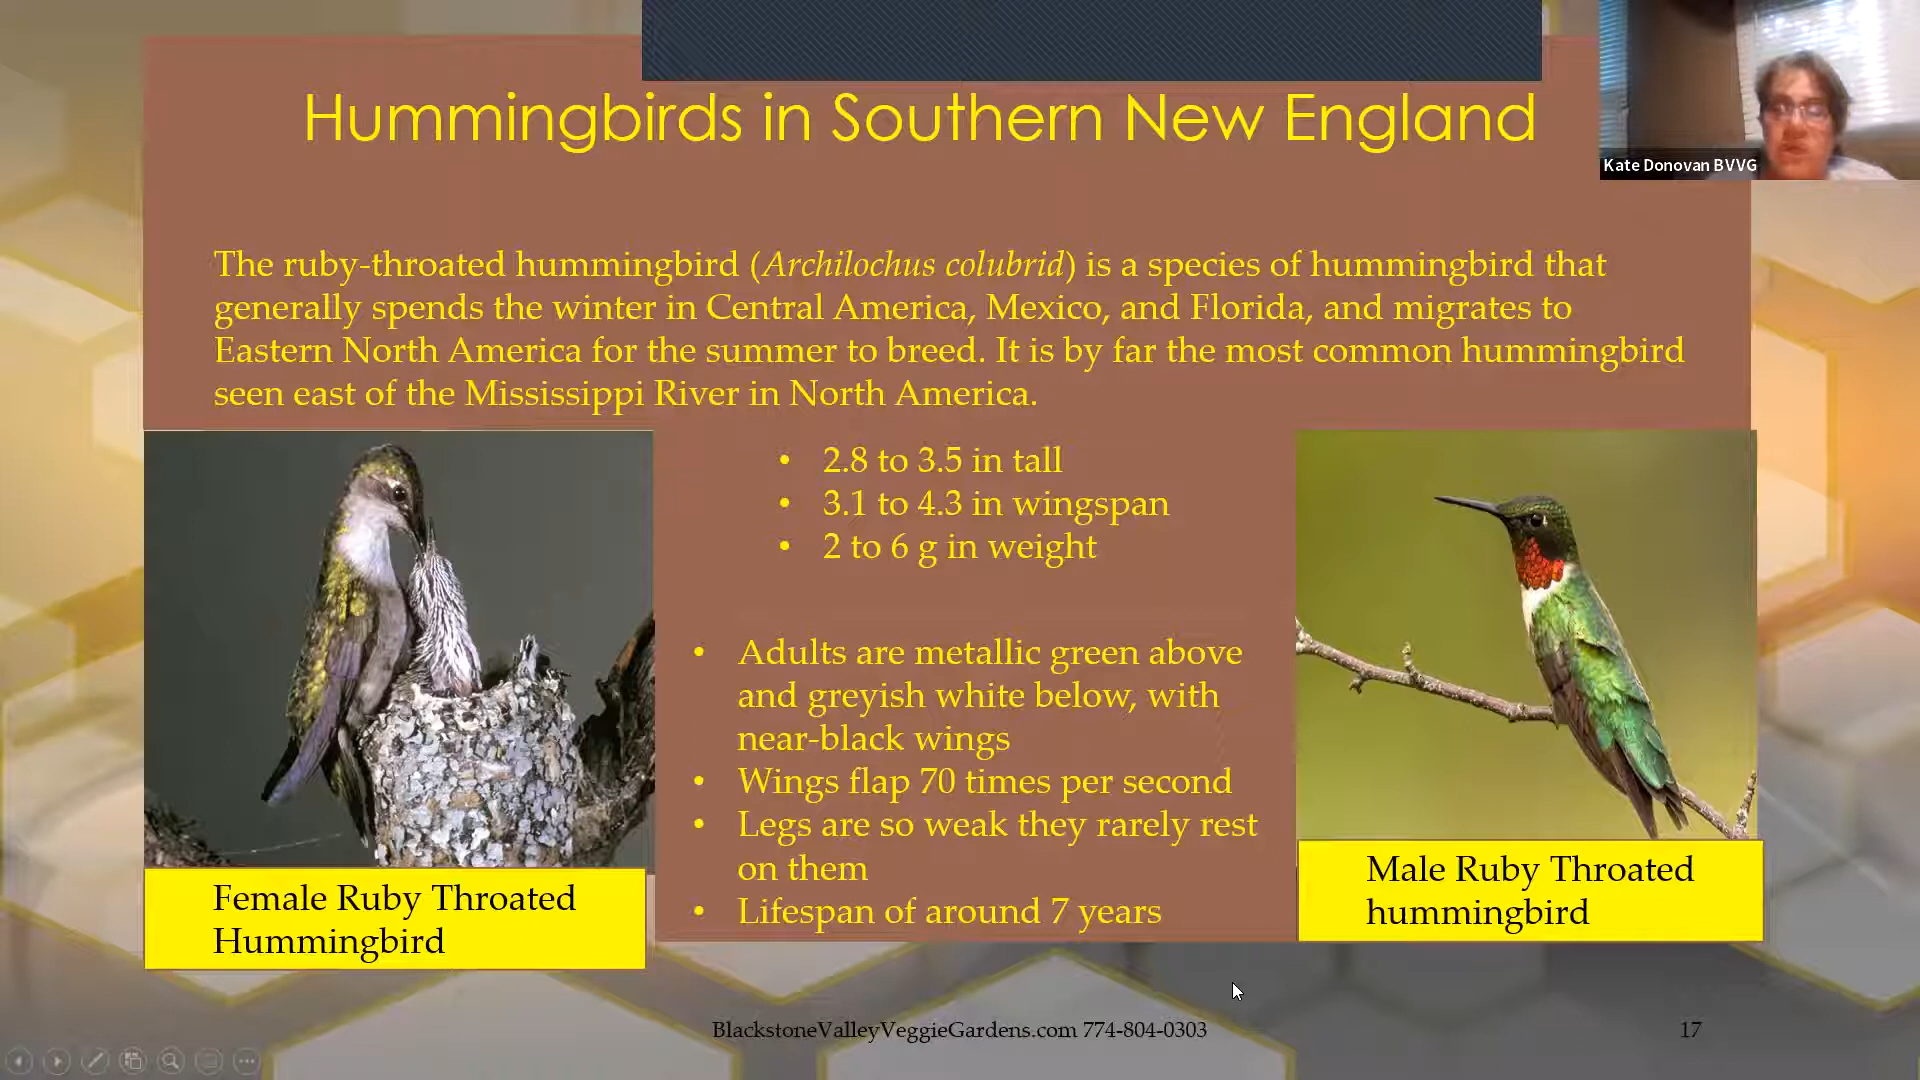 Hummingbirds in Southern New England
Kate Donovan BVVG
The ruby-throated hummingbird (Archilochus colubrid) is a species of hummingbird that
generally spends the winter in Central America, Mexico, and Florida, and migrates to
Eastern North America for the summer to breed. It is by far the most common hummingbird
seen east of the Mississippi River in North America.
• 2.8 to 3.5 in tall
• 3.1 to 4.3 in wingspan
• 2 to 6 g in weight
• Adults are metallic green above
and greyish white below, with
near-black wings
• Wings flap 70 times per second
• Legs are so weak they rarely rest
on them
• Lifespan of around 7 years
Female Ruby Throated
Hummingbird
Male Ruby Throated
hummingbird
BlackstoneValleyVeggieGardens.com 774-804-0303
17